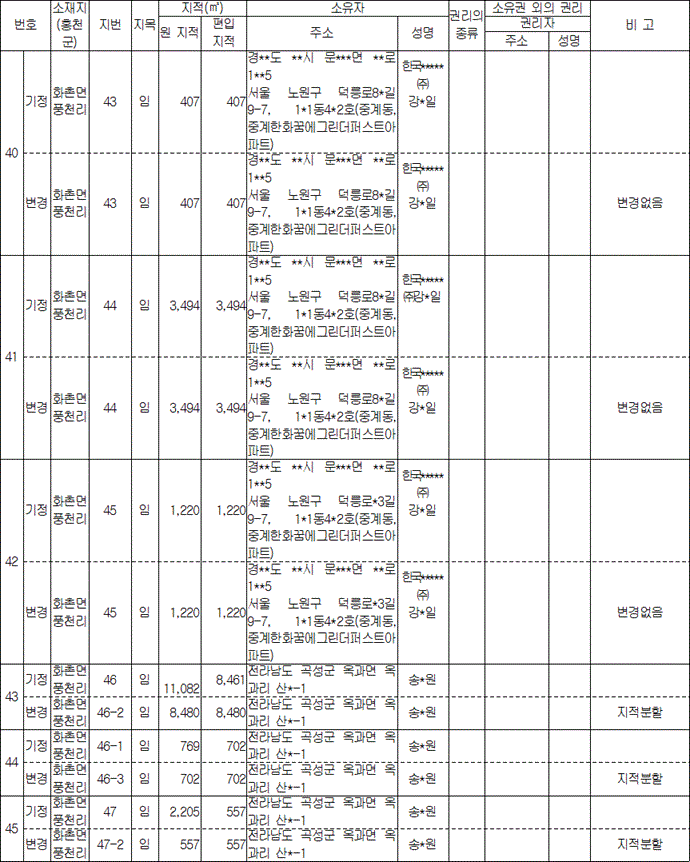 번호 소재지(홍천군) 지번 지목 지적(㎡) 소유자 권리의 종류 소유권 외의 권리 비 고
원 지적 편입 지적 주소 성명 권리자
주소 성명
40 기정 화촌면 풍천리 43 임 407 407 경**도 **시 문***면 **로 1**5 한국*****㈜
서울 노원구 덕릉로8*길 9-7, 1*1동4*2호(중계동, 중계한화꿈에그린더퍼스트아파트) 강*일
변경 화촌면 풍천리 43 임 407 407 경**도 **시 문***면 **로 1**5 한국*****㈜ 변경없음
서울 노원구 덕릉로8*길 9-7, 1*1동4*2호(중계동, 중계한화꿈에그린더퍼스트아파트) 강*일
41 기정 화촌면 풍천리 44 임 3,494 3,494 경**도 **시 문***면 **로 1**5 한국*****
서울 노원구 덕릉로8*길 9-7, 1*1동4*2호(중계동, 중계한화꿈에그린더퍼스트아파트) ㈜강*일
변경 화촌면 풍천리 44 임 3,494 3,494 경**도 **시 문***면 **로 1**5 한국*****㈜ 변경없음
서울 노원구 덕릉로8*길 9-7, 1*1동4*2호(중계동, 중계한화꿈에그린더퍼스트아파트) 강*일
42 기정 화촌면 풍천리 45 임 1,220 1,220 경**도 **시 문***면 **로 1**5 한국*****㈜
서울 노원구 덕릉로*3길 9-7, 1*1동4*2호(중계동, 중계한화꿈에그린더퍼스트아파트) 강*일
변경 화촌면 풍천리 45 임 1,220 1,220 경**도 **시 문***면 **로 1**5 한국*****㈜ 변경없음
서울 노원구 덕릉로*3길 9-7, 1*1동4*2호(중계동, 중계한화꿈에그린더퍼스트아파트) 강*일
43 기정 화촌면 풍천리 46 임 11,082 8,461 전라남도 곡성군 옥과면 옥과리 산*-1 송*원
변경 화촌면 풍천리 46-2 임 8,480 8,480 전라남도 곡성군 옥과면 옥과리 산*-1 송*원 지적분할
44 기정 화촌면 풍천리 46-1 임 769 702 전라남도 곡성군 옥과면 옥과리 산*-1 송*원
변경 화촌면 풍천리 46-3 임 702 702 전라남도 곡성군 옥과면 옥과리 산*-1 송*원 지적분할
45 기정 화촌면 풍천리 47 임 2,205 557 전라남도 곡성군 옥과면 옥과리 산*-1 송*원
변경 화촌면 풍천리 47-2 임 557 557 전라남도 곡성군 옥과면 옥과리 산*-1 송*원 지적분할